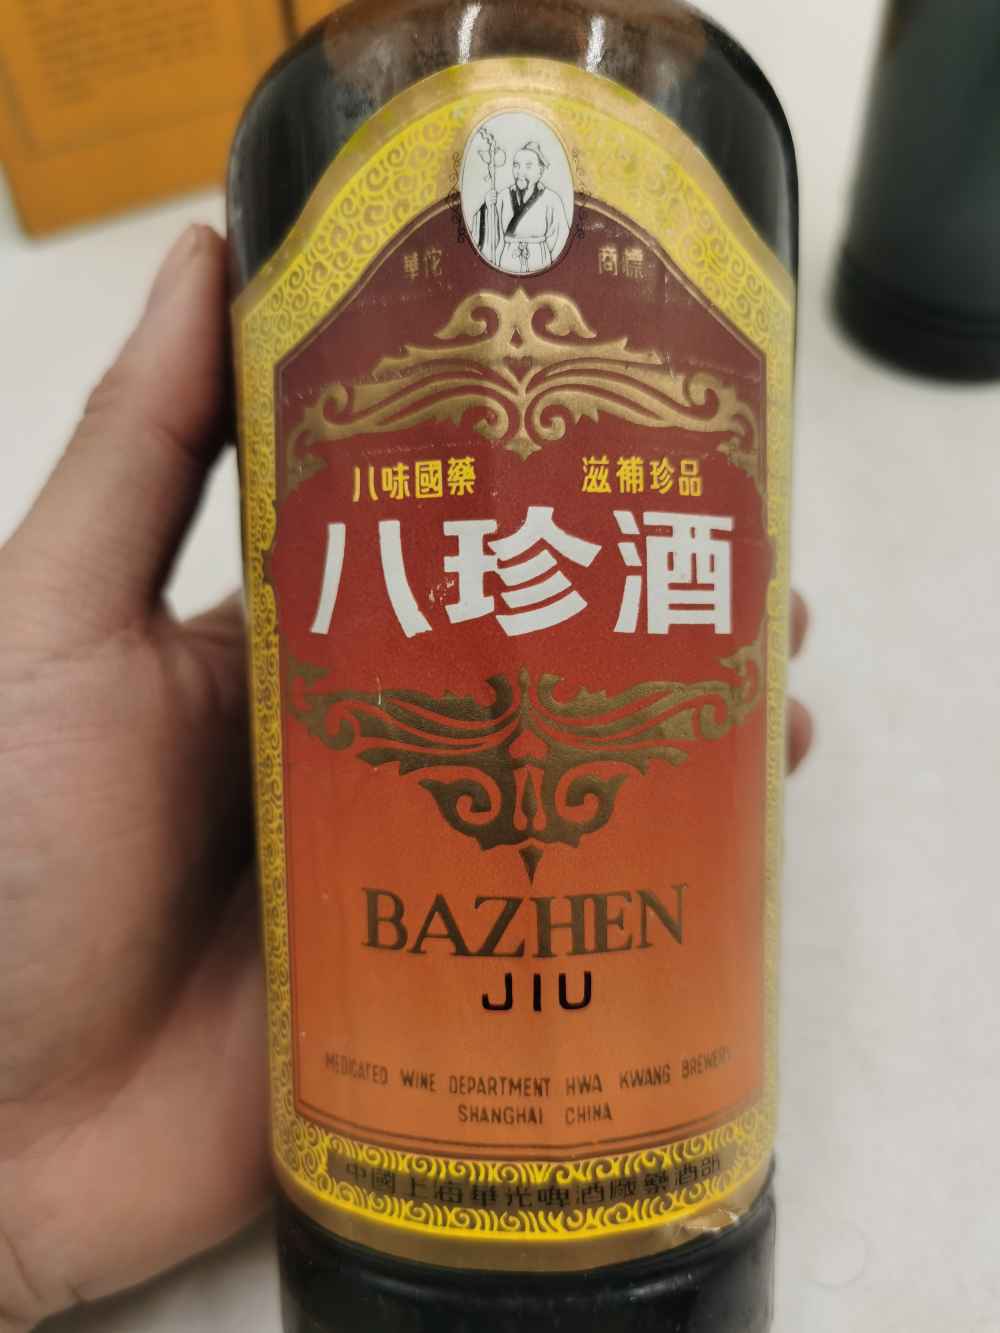 華佗 商標
八味國藥 滋補珍品
八珍酒
BAZHEN
JIU
MEDICATED WINE DEPARTMENT HWA KWANG BREWERY
SHANGHAI CHINA
中國上海華光啤酒廠藥酒部